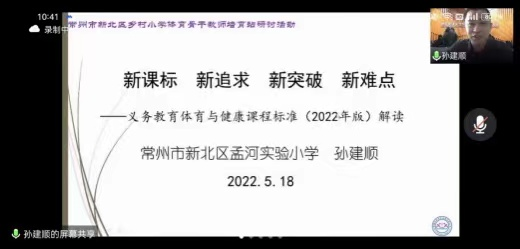 10:41
常州市新北区乡村小学体育骨干教师培育站研讨活动
录制中
孙建顺
新课标 新追求 新突破 新难点
——义务教育体育与健康课程标准（2022年版）解读
常州市新北区孟河实验小学 孙建顺
2022.5.18
孙建顺的屏幕共享